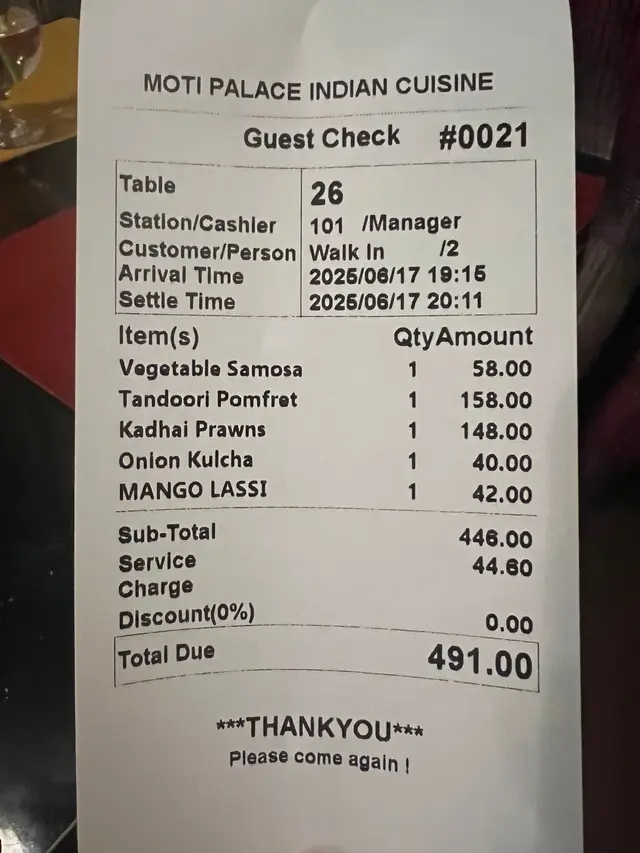 MOTI PALACE INDIAN CUISINE
Guest Check #0021
Table 26
Station/Cashier 101 /Manager
Customer/Person Walk In /2
Arrival Time 2025/06/17 19:15
Settle Time 2025/06/17 20:11
Item(s) Qty Amount
Vegetable Samosa 1 58.00
Tandoori Pomfret 1 158.00
Kadhai Prawns 1 148.00
Onion Kulcha 1 40.00
MANGO LASSI 1 42.00
Sub-Total 446.00
Service 44.60
Charge
Discount(0%) 0.00
Total Due 491.00
***THANKYOU***
Please come again !